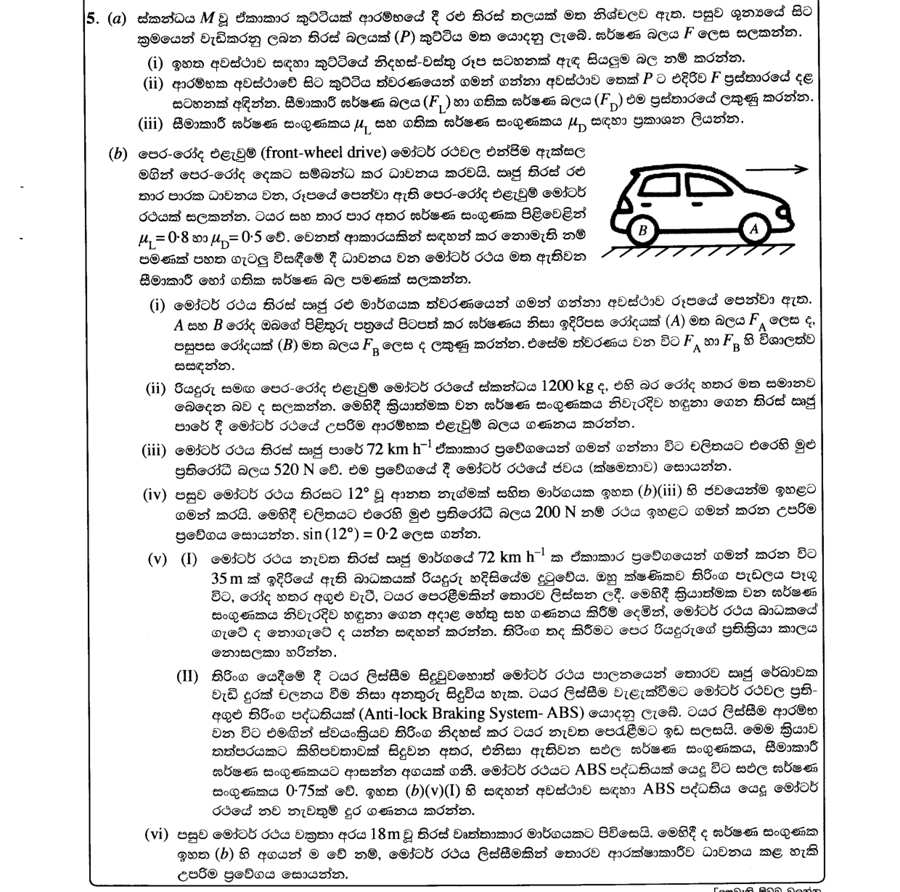 5. (a) ස්කන්ධය M වූ ඒකාකාර කුට්ටියක් ආරම්භයේ දී රළු තිරස් තලයක් මත නිශ්චලව ඇත. පසුව ශූන්‍යයේ සිට
ක්‍රමයෙන් වැඩිකරනු ලබන තිරස් බලයක් (P) කුට්ටිය මත යොදනු ලැබේ. ඝර්ෂණ බලය F ලෙස සලකන්න.
(i) ඉහත අවස්ථාව සඳහා කුට්ටියේ නිදහස්-වස්තු රූප සටහනක් ඇඳ සියලුම බල නම් කරන්න.
(ii) ආරම්භක අවස්ථාවේ සිට කුට්ටිය ත්වරණයෙන් ගමන් ගන්නා අවස්ථාව තෙක් P ට එදිරිව F ප්‍රස්තාරයේ දළ
සටහනක් අඳින්න. සීමාකාරී ඝර්ෂණ බලය (F_L) හා ගතික ඝර්ෂණ බලය (F_D) එම ප්‍රස්තාරයේ ලකුණු කරන්න.
(iii) සීමාකාරී ඝර්ෂණ සංගුණකය μ_L සහ ගතික ඝර්ෂණ සංගුණකය μ_D සඳහා ප්‍රකාශන ලියන්න.
(b) පෙර-රෝද එළැවුම් (front-wheel drive) මෝටර් රථවල එන්ජිම ඇක්සල
මගින් පෙර-රෝද දෙකට සම්බන්ධ කර ධාවනය කරවයි. සෘජු තිරස් රළු
තාර පාරක ධාවනය වන, රූපයේ පෙන්වා ඇති පෙර-රෝද එළැවුම් මෝටර්
රථයක් සලකන්න. ටයර සහ තාර පාර අතර ඝර්ෂණ සංගුණක පිළිවෙළින්
μ_L = 0·8 හා μ_D = 0·5 වේ. වෙනත් ආකාරයකින් සඳහන් කර නොමැති නම්
පමණක් පහත ගැටලු විසඳීමේ දී ධාවනය වන මෝටර් රථය මත ඇතිවන
සීමාකාරී හෝ ගතික ඝර්ෂණ බල පමණක් සලකන්න.
B A
(i) මෝටර් රථය තිරස් සෘජු රළු මාර්ගයක ත්වරණයෙන් ගමන් ගන්නා අවස්ථාව රූපයේ පෙන්වා ඇත.
A සහ B රෝද ඔබගේ පිළිතුරු පත්‍රයේ පිටපත් කර ඝර්ෂණය නිසා ඉදිරිපස රෝදයක් (A) මත බලය F_A ලෙස ද,
පසුපස රෝදයක් (B) මත බලය F_B ලෙස ද ලකුණු කරන්න. එසේම ත්වරණය වන විට F_A හා F_B හි විශාලත්ව
සසඳන්න.
(ii) රියදුරු සමඟ පෙර-රෝද එළැවුම් මෝටර් රථයේ ස්කන්ධය 1200 kg ද, එහි බර රෝද හතර මත සමානව
බෙදෙන බව ද සලකන්න. මෙහිදී ක්‍රියාත්මක වන ඝර්ෂණ සංගුණකය නිවැරදිව හඳුනා ගෙන තිරස් සෘජු
පාරේ දී මෝටර් රථයේ උපරිම ආරම්භක එළැවුම් බලය ගණනය කරන්න.
(iii) මෝටර් රථය තිරස් සෘජු පාරේ 72 km h⁻¹ ඒකාකාර ප්‍රවේගයෙන් ගමන් ගන්නා විට චලිතයට එරෙහි මුළු
ප්‍රතිරෝධී බලය 520 N වේ. එම ප්‍රවේගයේ දී මෝටර් රථයේ ජවය (ක්ෂමතාව) සොයන්න.
(iv) පසුව මෝටර් රථය තිරසට 12° වූ ආනත නැග්මක් සහිත මාර්ගයක ඉහත (b)(iii) හි ජවයෙන්ම ඉහළට
ගමන් කරයි. මෙහිදී චලිතයට එරෙහි මුළු ප්‍රතිරෝධී බලය 200 N නම් රථය ඉහළට ගමන් කරන උපරිම
ප්‍රවේගය සොයන්න. sin (12°) = 0·2 ලෙස ගන්න.
(v) (I) මෝටර් රථය නැවත තිරස් සෘජු මාර්ගයේ 72 km h⁻¹ ක ඒකාකාර ප්‍රවේගයෙන් ගමන් කරන විට
35 m ක් ඉදිරියේ ඇති බාධකයක් රියදුරු හදිසියේම දුටුවේය. ඔහු ක්ෂණිකව තිරිංග පැඩලය පෑගූ
විට, රෝද හතර අගුළු වැටී, ටයර පෙරළීමකින් තොරව ලිස්සන ලදී. මෙහිදී ක්‍රියාත්මක වන ඝර්ෂණ
සංගුණකය නිවැරදිව හඳුනා ගෙන අදාළ හේතු සහ ගණනය කිරීම් දෙමින්, මෝටර් රථය බාධකයේ
ගැටේ ද නොගැටේ ද යන්න සඳහන් කරන්න. තිරිංග තද කිරීමට පෙර රියදුරුගේ ප්‍රතික්‍රියා කාලය
නොසලකා හරින්න.
(II) තිරිංග යෙදීමේ දී ටයර ලිස්සීම සිදුවුවහොත් මෝටර් රථය පාලනයෙන් තොරව සෘජු රේඛාවක
වැඩි දුරක් චලනය වීම නිසා අනතුරු සිදුවිය හැක. ටයර ලිස්සීම වැළැක්වීමට මෝටර් රථවල ප්‍රති-
අගුළු තිරිංග පද්ධතියක් (Anti-lock Braking System- ABS) යොදනු ලැබේ. ටයර ලිස්සීම ආරම්භ
වන විට එමඟින් ස්වයංක්‍රියව තිරිංග නිදහස් කර ටයර නැවත පෙරැළීමට ඉඩ සලසයි. මෙම ක්‍රියාව
තත්පරයකට කිහිපවතාවක් සිදුවන අතර, එනිසා ඇතිවන සඵල ඝර්ෂණ සංගුණකය, සීමාකාරී
ඝර්ෂණ සංගුණකයට ආසන්න අගයක් ගනී. මෝටර් රථයට ABS පද්ධතියක් යෙදූ විට සඵල ඝර්ෂණ
සංගුණකය 0·75ක් වේ. ඉහත (b)(v)(I) හි සඳහන් අවස්ථාව සඳහා ABS පද්ධතිය යෙදූ මෝටර්
රථයේ නව නැවතුම් දුර ගණනය කරන්න.
(vi) පසුව මෝටර් රථය වක්‍රතා අරය 18 m වූ තිරස් වෘත්තාකාර මාර්ගයකට පිවිසෙයි. මෙහිදී ද ඝර්ෂණ සංගුණක
ඉහත (b) හි අගයන් ම වේ නම්, මෝටර් රථය ලිස්සීමකින් තොරව ආරක්ෂාකාරීව ධාවනය කළ හැකි
උපරිම ප්‍රවේගය සොයන්න.